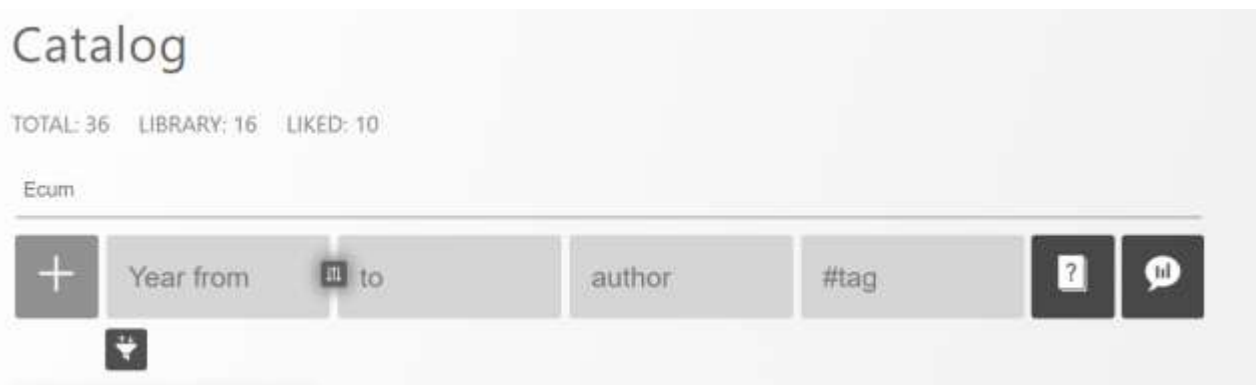 Catalog
TOTAL: 36 LIBRARY: 16 LIKED: 10
Ecum
Year from to author #tag ?